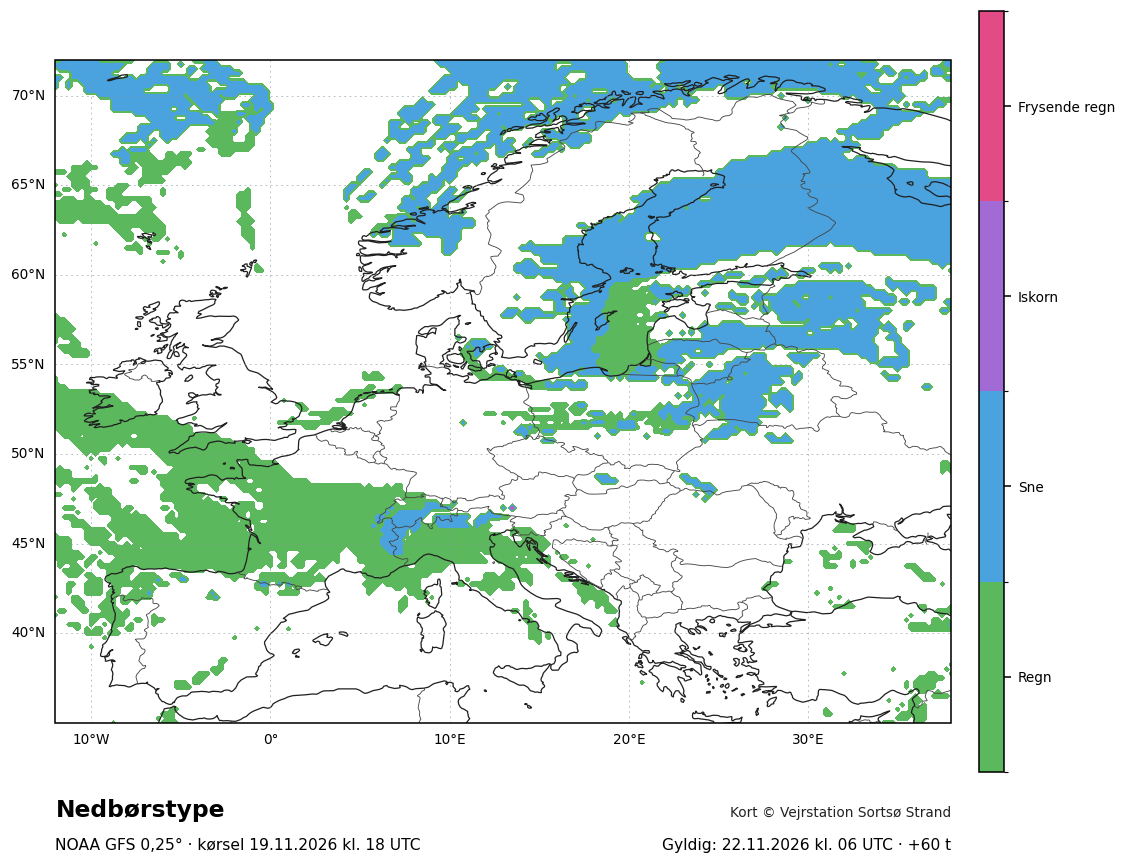 70°N
65°N
60°N
55°N
50°N
45°N
40°N
10°W
0°
10°E
20°E
30°E
Frysende regn
Iskorn
Sne
Regn
Nedbørstype
Kort © Vejrstation Sortsø Strand
NOAA GFS 0,25° · kørsel 19.11.2026 kl. 18 UTC
Gyldig: 22.11.2026 kl. 06 UTC · +60 t